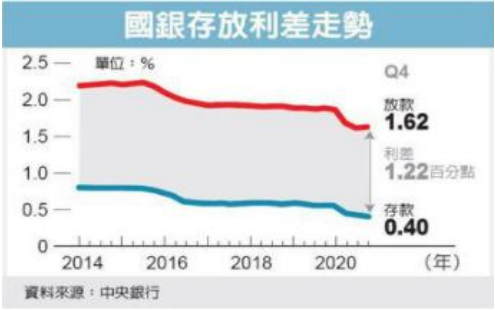 國銀存放利差走勢
單位：%
2.5
2.0
1.5
1.0
0.5
0
2014 2016 2018 2020 （年）
Q4
放款
1.62
利差
1.22百分點
存款
0.40
資料來源：中央銀行